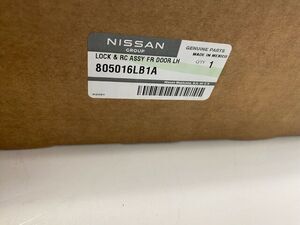 NISSAN
GROUP
GENUINE PARTS
MADE IN MEXICO
LOCK & RC ASSY FR DOOR LH
QTY
805016LB1A
1